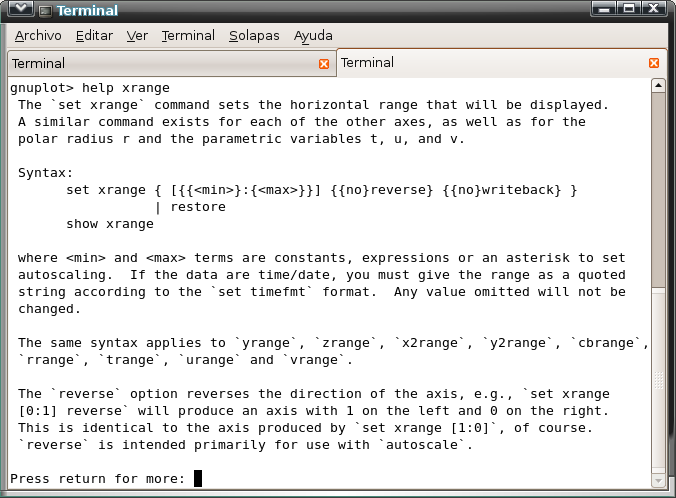 Terminal
Archivo Editar Ver Terminal Solapas Ayuda
Terminal Terminal
gnuplot> help xrange
The `set xrange` command sets the horizontal range that will be displayed.
A similar command exists for each of the other axes, as well as for the
polar radius r and the parametric variables t, u, and v.
Syntax:
set xrange { [{{<min>}:{<max>}}] {{no}reverse} {{no}writeback} }
| restore
show xrange
where <min> and <max> terms are constants, expressions or an asterisk to set
autoscaling.  If the data are time/date, you must give the range as a quoted
string according to the `set timefmt` format.  Any value omitted will not be
changed.
The same syntax applies to `yrange`, `zrange`, `x2range`, `y2range`, `cbrange`,
`rrange`, `trange`, `urange` and `vrange`.
The `reverse` option reverses the direction of the axis, e.g., `set xrange
[0:1] reverse` will produce an axis with 1 on the left and 0 on the right.
This is identical to the axis produced by `set xrange [1:0]`, of course.
`reverse` is intended primarily for use with `autoscale`.
Press return for more: